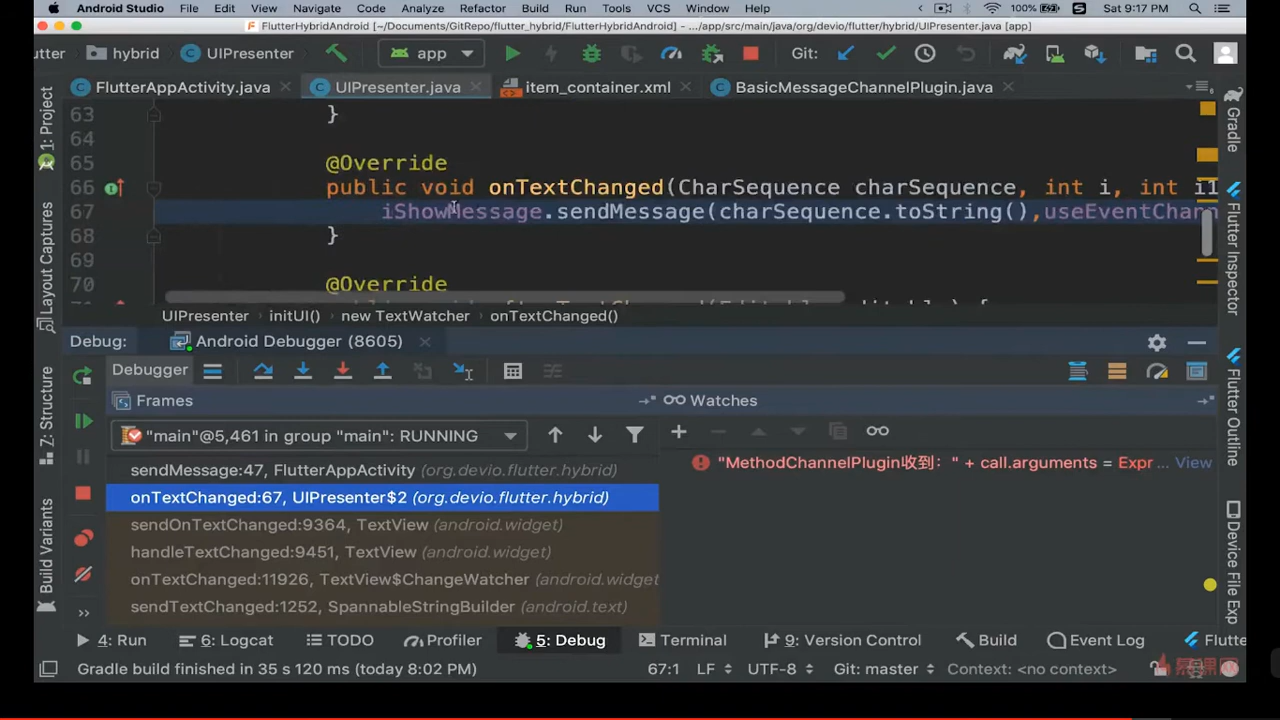 Android Studio File Edit View Navigate Code Analyze Refactor Build Run Tools VCS Window Help 100% Sat 9:17 PM
FlutterHybridAndroid [~/Documents/GitRepo/flutter_hybrid/FlutterHybridAndroid] - .../app/src/main/java/org/devio/flutter/hybrid/UIPresenter.java [app]
utter hybrid UIPresenter app Git:
FlutterAppActivity.java UIPresenter.java item_container.xml BasicMessageChannelPlugin.java
63 }
64
65 @Override
66 public void onTextChanged(CharSequence charSequence, int i, int i1
67 iShowMessage.sendMessage(charSequence.toString(),useEventChann
68 }
69
70 @Override
UIPresenter initUI() new TextWatcher onTextChanged()
Debug: Android Debugger (8605)
Debugger
Frames Watches
"main"@5,461 in group "main": RUNNING
"MethodChannelPlugin收到：" + call.arguments = Expr ... View
sendMessage:47, FlutterAppActivity (org.devio.flutter.hybrid)
onTextChanged:67, UIPresenter$2 (org.devio.flutter.hybrid)
sendOnTextChanged:9364, TextView (android.widget)
handleTextChanged:9451, TextView (android.widget)
onTextChanged:11926, TextView$ChangeWatcher (android.widget
sendTextChanged:1252, SpannableStringBuilder (android.text)
4: Run 6: Logcat TODO Profiler 5: Debug Terminal 9: Version Control Build Event Log Flutte
Gradle build finished in 35 s 120 ms (today 8:02 PM) 67:1 LF UTF-8 Git: master Context: <no context>
1: Project
Layout Captures
Z: Structure
Build Variants
Gradle
Flutter Inspector
Flutter Outline
Device File Exp